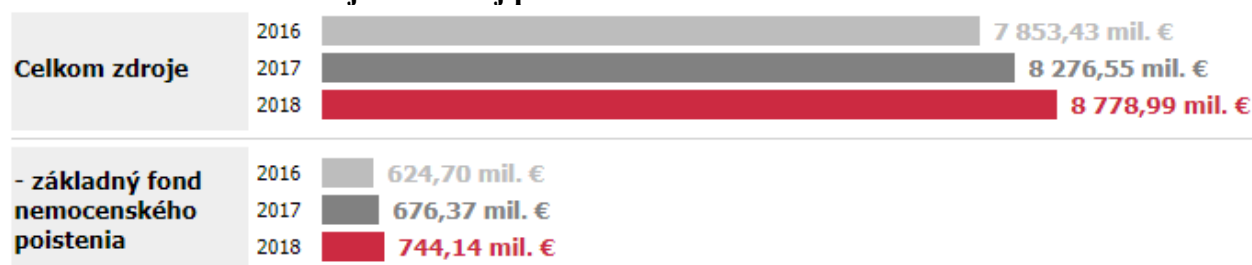 Celkom zdroje
2016 7 853,43 mil. €
2017 8 276,55 mil. €
2018 8 778,99 mil. €
- základný fond
nemocenského
poistenia
2016 624,70 mil. €
2017 676,37 mil. €
2018 744,14 mil. €